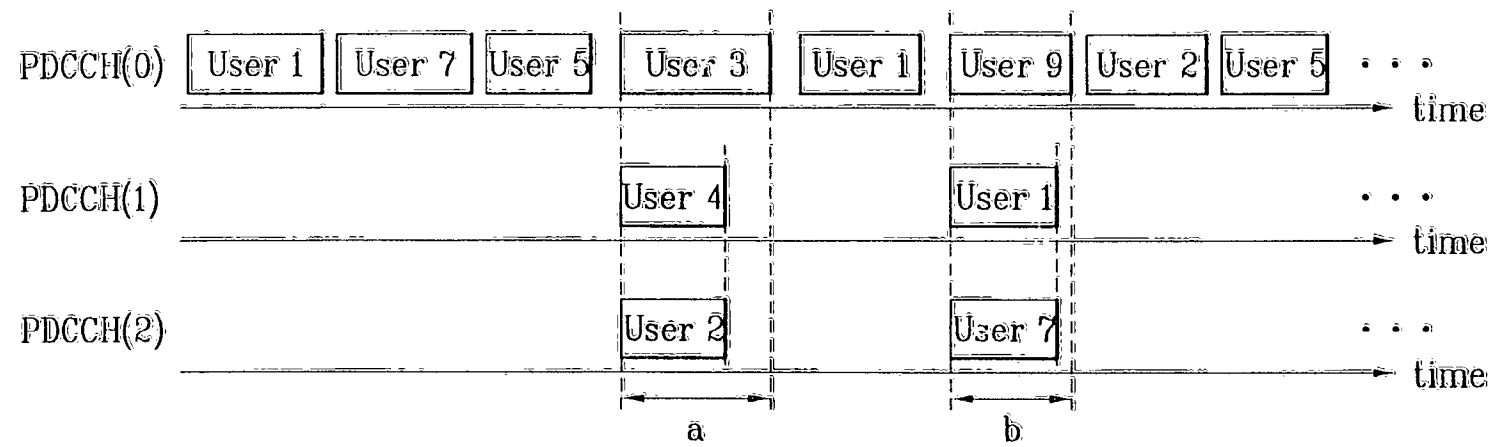 PDCCH(0) User 1 User 7 User 5 User 3 User 1 User 9 User 2 User 5 . . .
time
PDCCH(1) User 4 User 1 . . .
time
PDCCH(2) User 2 User 7 . . .
time
a b